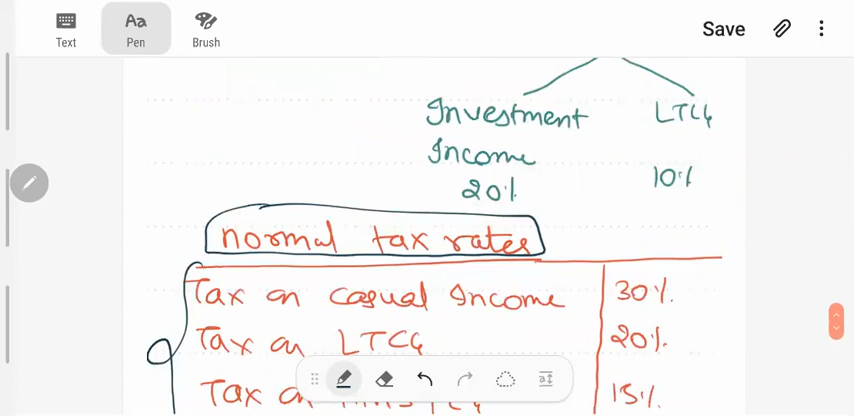 Text
Aa
Pen
Brush
Save
Investment LTCG
Income
20% 10%
normal tax rates
Tax on Casual Income 30%
Tax on LTCG 20%
Tax on 15%